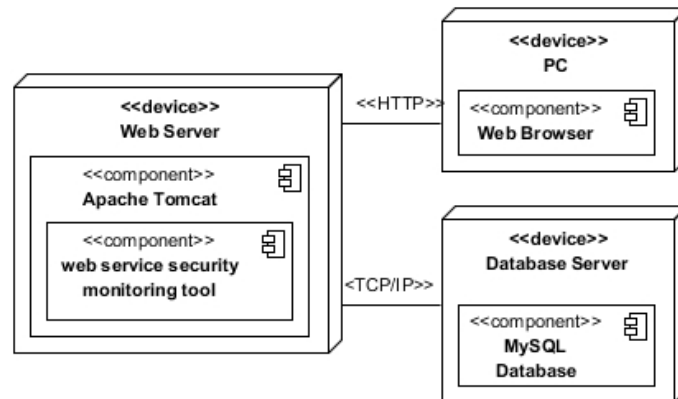 <<device>>
Web Server
<<component>>
Apache Tomcat
<<component>>
web service security
monitoring tool
<<HTTP>>
<TCP/IP>>
<<device>>
PC
<<component>>
Web Browser
<<device>>
Database Server
<<component>>
MySQL
Database